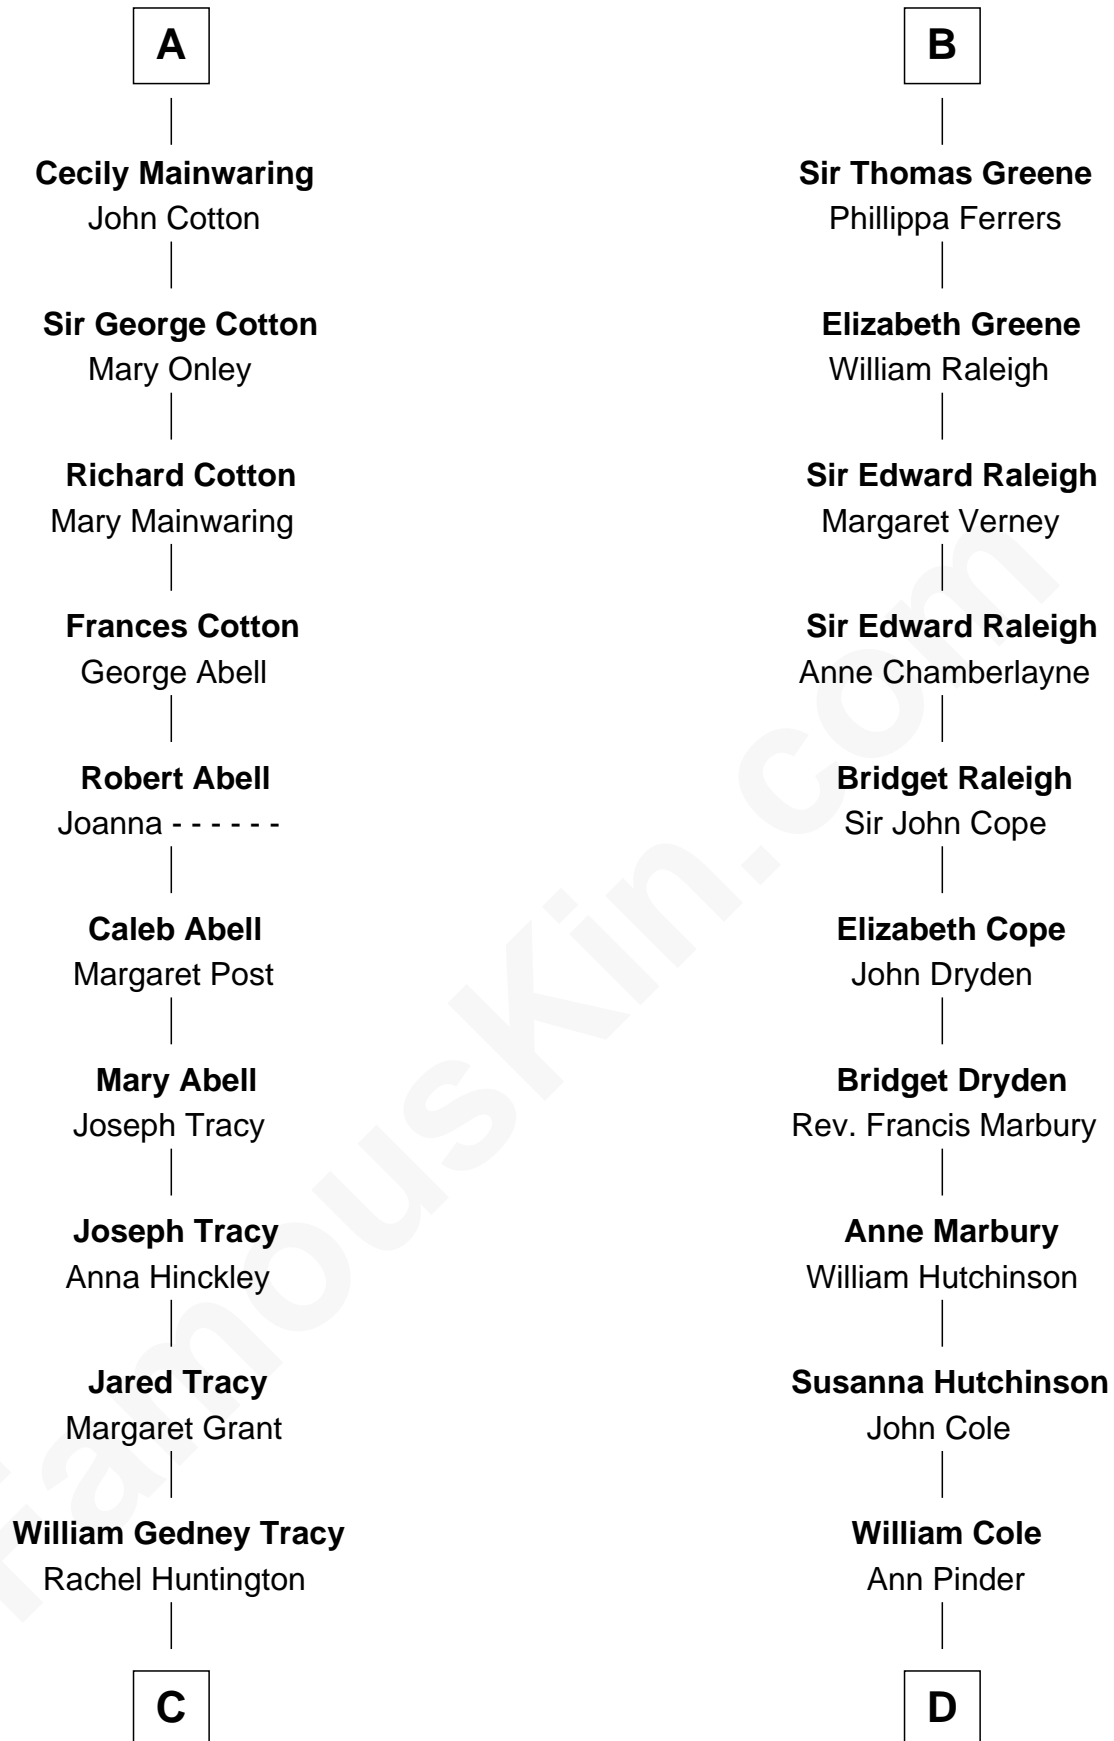 A
Cecily Mainwaring
John Cotton
Sir George Cotton
Mary Onley
Richard Cotton
Mary Mainwaring
Frances Cotton
George Abell
Robert Abell
Joanna - - - - - -
Caleb Abell
Margaret Post
Mary Abell
Joseph Tracy
Joseph Tracy
Anna Hinckley
Jared Tracy
Margaret Grant
William Gedney Tracy
Rachel Huntington
C
B
Sir Thomas Greene
Phillippa Ferrers
Elizabeth Greene
William Raleigh
Sir Edward Raleigh
Margaret Verney
Sir Edward Raleigh
Anne Chamberlayne
Bridget Raleigh
Sir John Cope
Elizabeth Cope
John Dryden
Bridget Dryden
Rev. Francis Marbury
Anne Marbury
William Hutchinson
Susanna Hutchinson
John Cole
William Cole
Ann Pinder
D
FamousKin.com